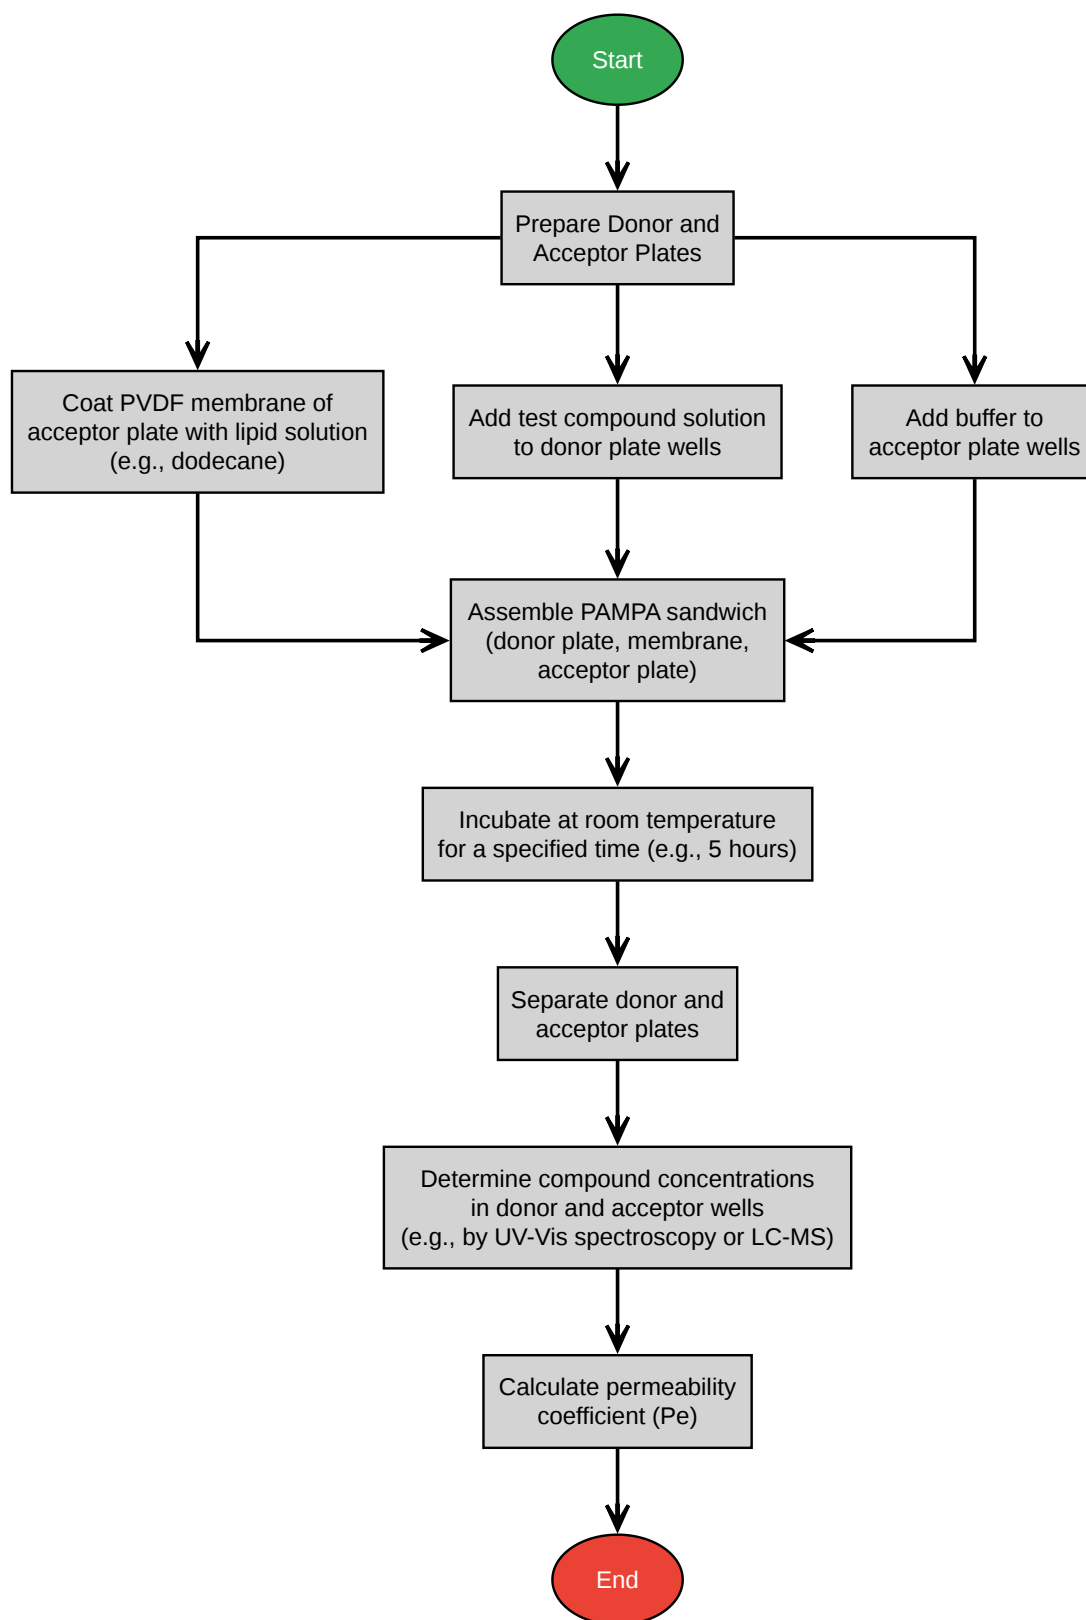 Start
Prepare Donor and
Acceptor Plates
Coat PVDF membrane of
acceptor plate with lipid solution
(e.g., dodecane)
Add test compound solution
to donor plate wells
Add buffer to
acceptor plate wells
Assemble PAMPA sandwich
(donor plate, membrane,
acceptor plate)
Incubate at room temperature
for a specified time (e.g., 5 hours)
Separate donor and
acceptor plates
Determine compound concentrations
in donor and acceptor wells
(e.g., by UV-Vis spectroscopy or LC-MS)
Calculate permeability
coefficient (Pe)
End